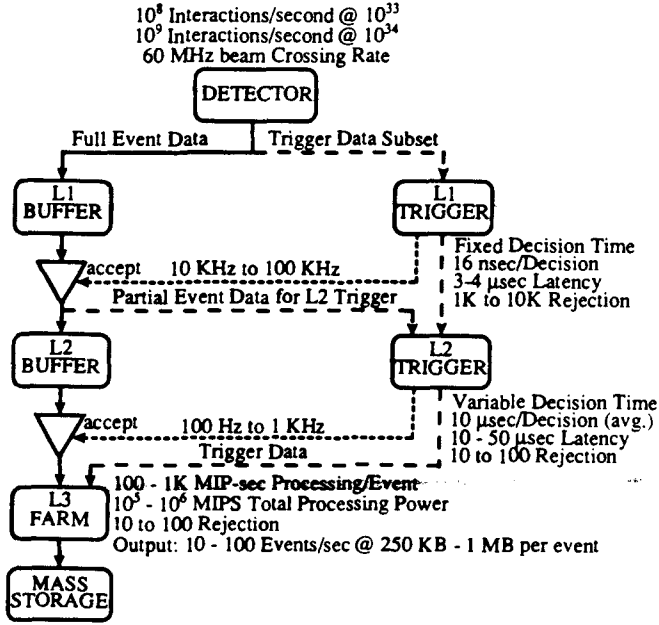 10⁸ Interactions/second @ 10³³
10⁹ Interactions/second @ 10³⁴
60 MHz beam Crossing Rate
DETECTOR
Full Event Data
Trigger Data Subset
L1
BUFFER
L1
TRIGGER
Fixed Decision Time
16 nsec/Decision
3-4 μsec Latency
1K to 10K Rejection
accept
10 KHz to 100 KHz
Partial Event Data for L2 Trigger
L2
BUFFER
L2
TRIGGER
Variable Decision Time
10 μsec/Decision (avg.)
10 - 50 μsec Latency
10 to 100 Rejection
accept
100 Hz to 1 KHz
Trigger Data
L3
FARM
100 - 1K MIP-sec Processing/Event
10⁵ - 10⁶ MIPS Total Processing Power
10 to 100 Rejection
Output: 10 - 100 Events/sec @ 250 KB - 1 MB per event
MASS
STORAGE